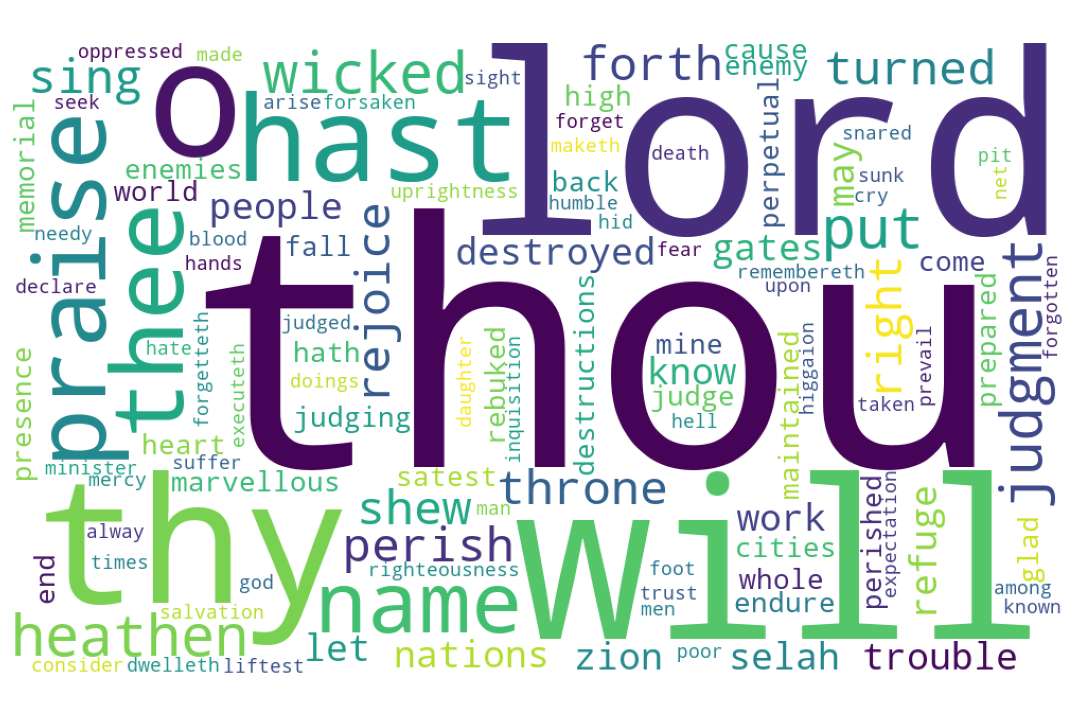 oppressed
made
sing
seek
o
wicked
sight
forth
cause
enemy
turned
lord
hast
arise
forsaken
high
forget
maketh
death
perpetual
snared
may
pit
net
memorial
praise
enemies
world
uprightness
back
humble
hid
sunk
cry
put
needy
thee
people
blood
fall
rejoice
hands
declare
destroyed
fear
gates
remembereth
upon
come
right
judgment
forgotten
thou
judged
hath
doings
judging
hate
forgetteth
executeth
presence
daughter
rebuked
inquisition
destructions
mine
know
judge
hell
maintained
higgaion
taken
prevail
prepared
heart
minister
mercy
suffer
marvellous
satest
throne
man
shew
perish
righteousness
name
will
work
cities
whole
endure
foot
trust
men
perished
expectation
refuge
glad
among
known
alway
times
end
thy
god
salvation
heathen
consider
dwelleth
liftest
let
nations
zion
poor
selah
trouble